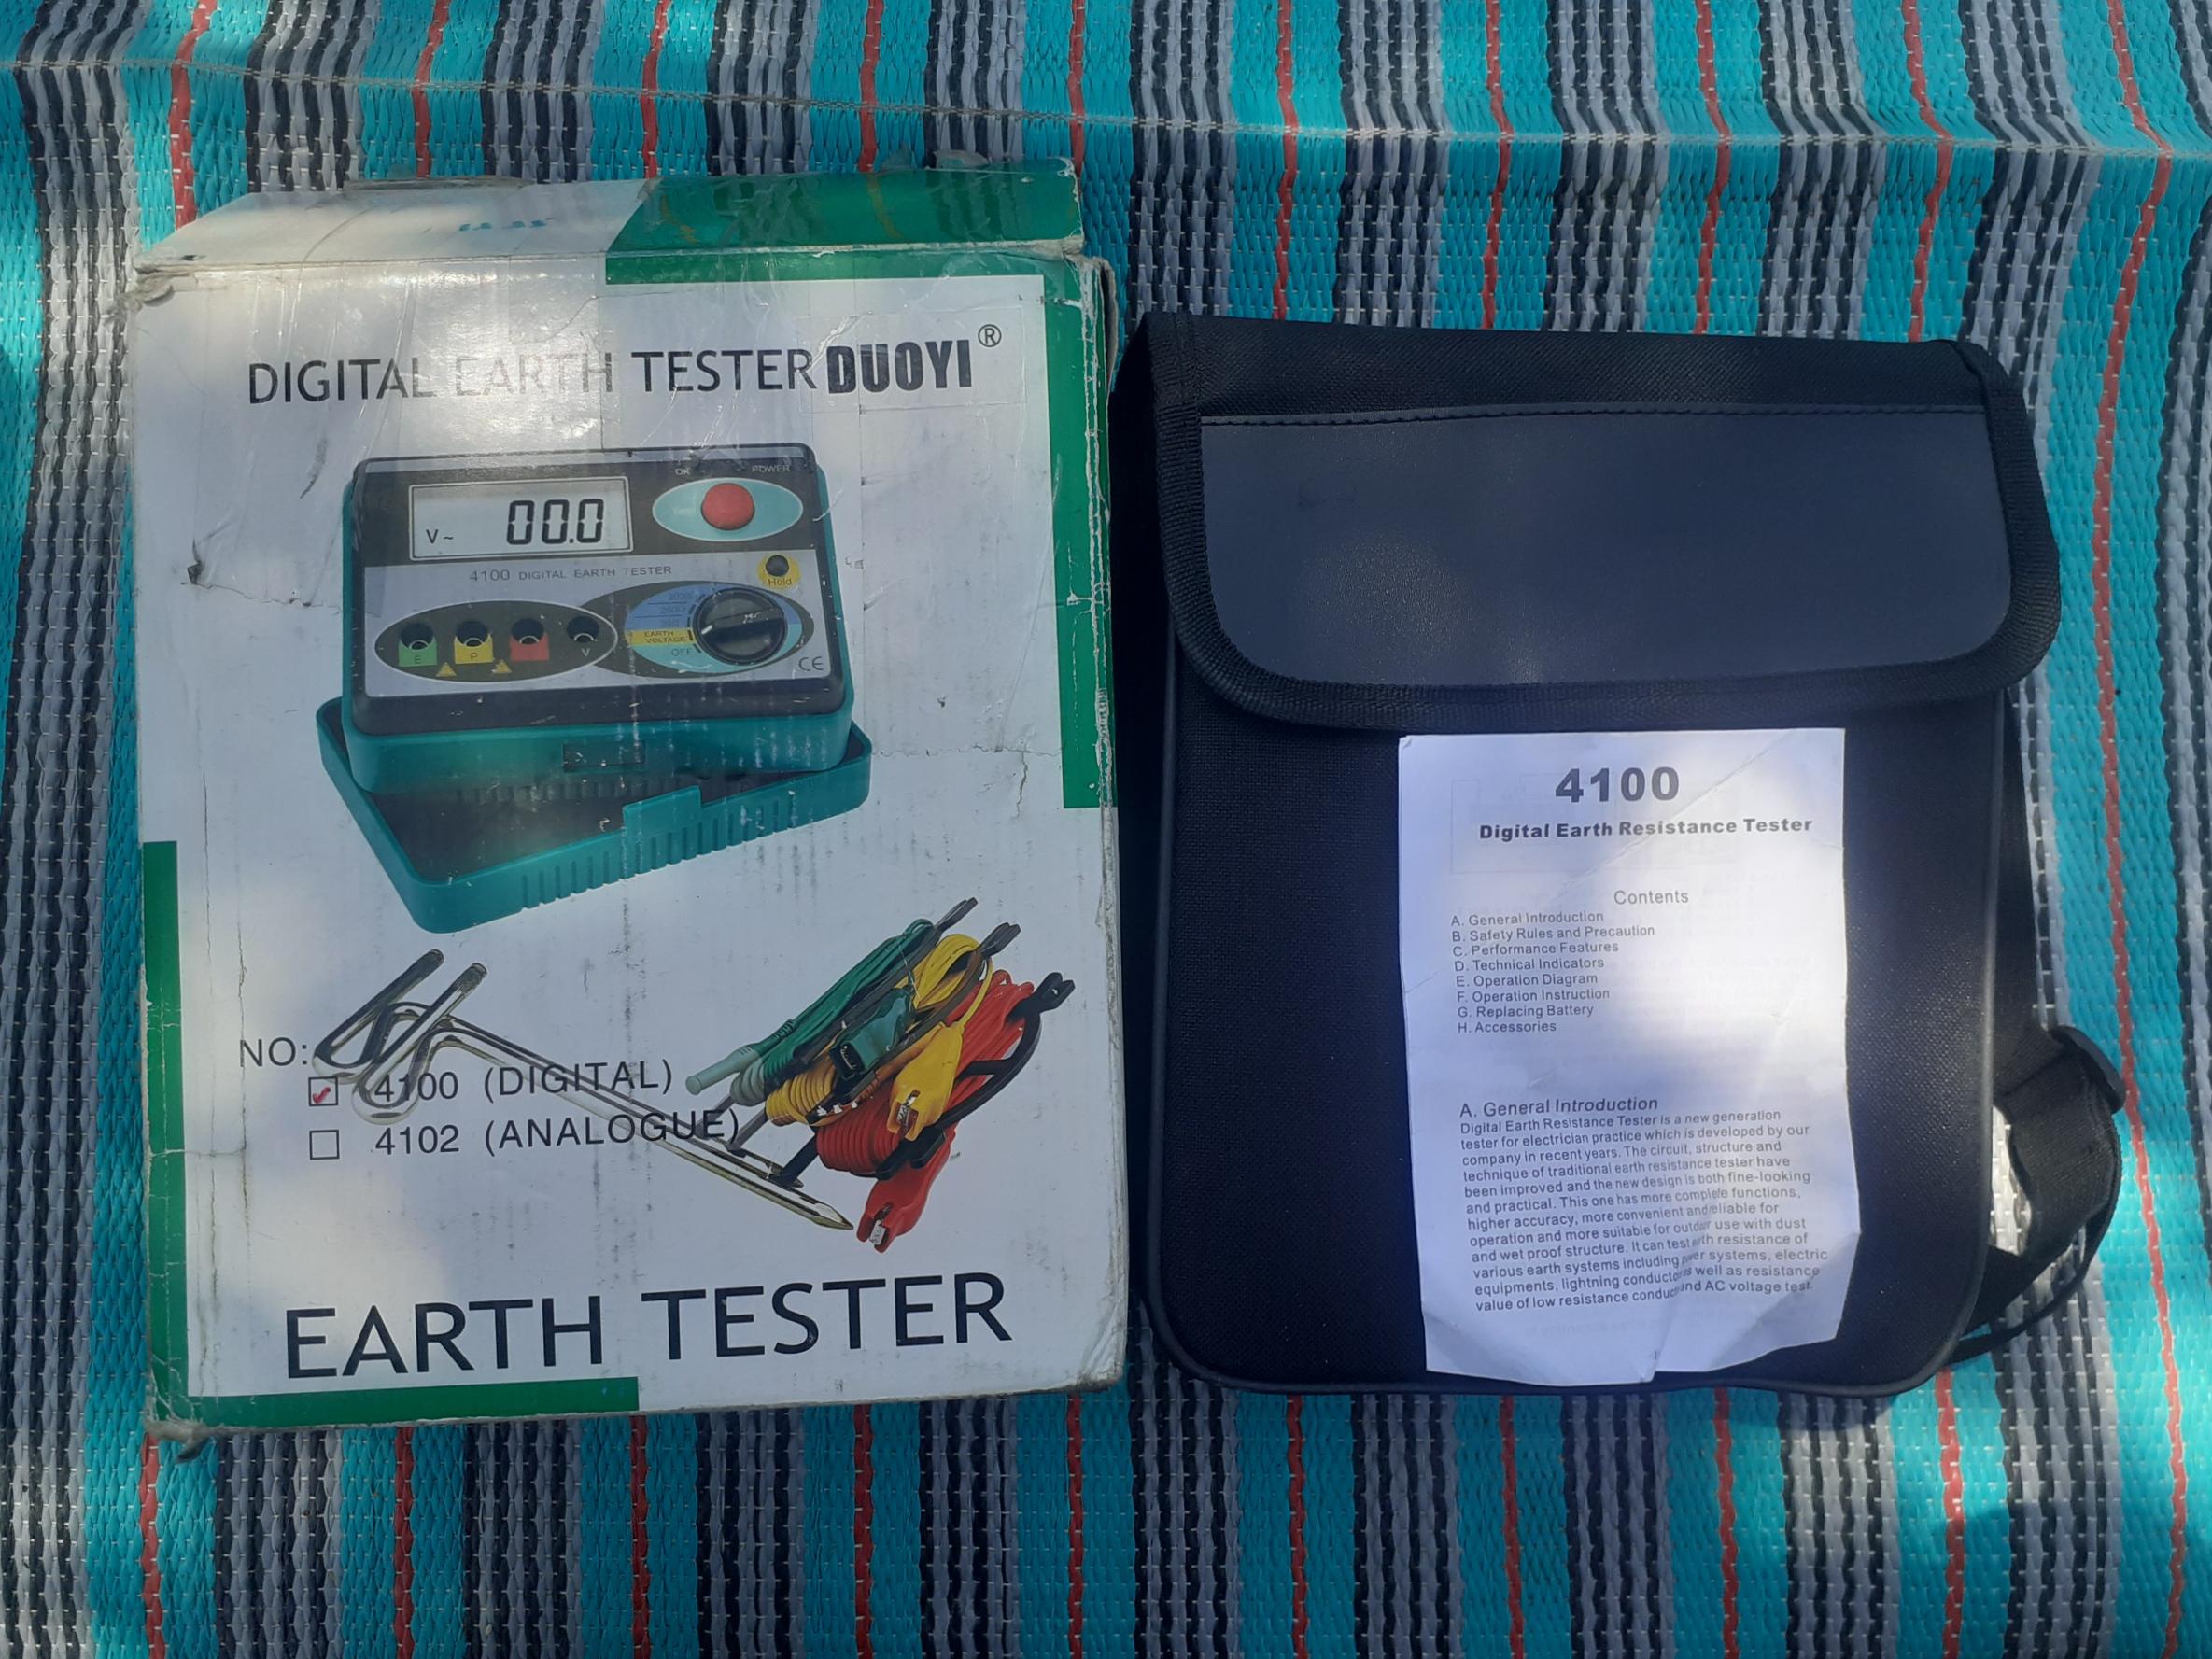 DIGITAL EARTH TESTER DUOYI®
OK POWER
V~ 00.0
4100 DIGITAL EARTH TESTER
Hold
EARTH
VOLTAGE
OFF
E P V
CE
NO:
4100 (DIGITAL)
4102 (ANALOGUE)
EARTH TESTER
4100
Digital Earth Resistance Tester
Contents
A. General Introduction
B. Safety Rules and Precaution
C. Performance Features
D. Technical Indicators
E. Operation Diagram
F. Operation Instruction
G. Replacing Battery
H. Accessories
A. General Introduction
Digital Earth Resistance Tester is a new generation
tester for electrician practice which is developed by our
company in recent years. The circuit, structure and
technique of traditional earth resistance tester have
been improved and the new design is both fine-looking
and practical. This one has more complete functions,
higher accuracy, more convenient and reliable for
operation and more suitable for outdoor use with dust
and wet proof structure. It can test earth resistance of
various earth systems including power systems, electric
equipments, lightning conductor as well as resistance
value of low resistance conduc and AC voltage test.